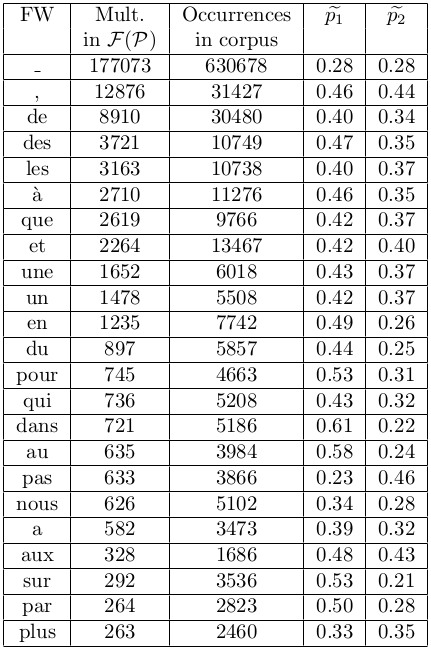 FW Mult. Occurrences p̃1 p̃2
in F(P) in corpus
_ 177073 630678 0.28 0.28
, 12876 31427 0.46 0.44
de 8910 30480 0.40 0.34
des 3721 10749 0.47 0.35
les 3163 10738 0.40 0.37
à 2710 11276 0.46 0.35
que 2619 9766 0.42 0.37
et 2264 13467 0.42 0.40
une 1652 6018 0.43 0.37
un 1478 5508 0.42 0.37
en 1235 7742 0.49 0.26
du 897 5857 0.44 0.25
pour 745 4663 0.53 0.31
qui 736 5208 0.43 0.32
dans 721 5186 0.61 0.22
au 635 3984 0.58 0.24
pas 633 3866 0.23 0.46
nous 626 5102 0.34 0.28
a 582 3473 0.39 0.32
aux 328 1686 0.48 0.43
sur 292 3536 0.53 0.21
par 264 2823 0.50 0.28
plus 263 2460 0.33 0.35